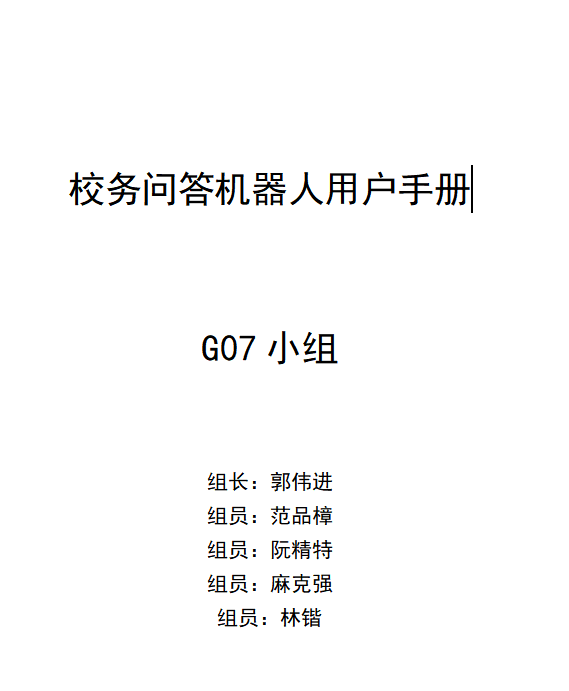 校务问答机器人用户手册
G07 小组
组长：郭伟进
组员：范品樟
组员：阮精特
组员：麻克强
组员：林锴